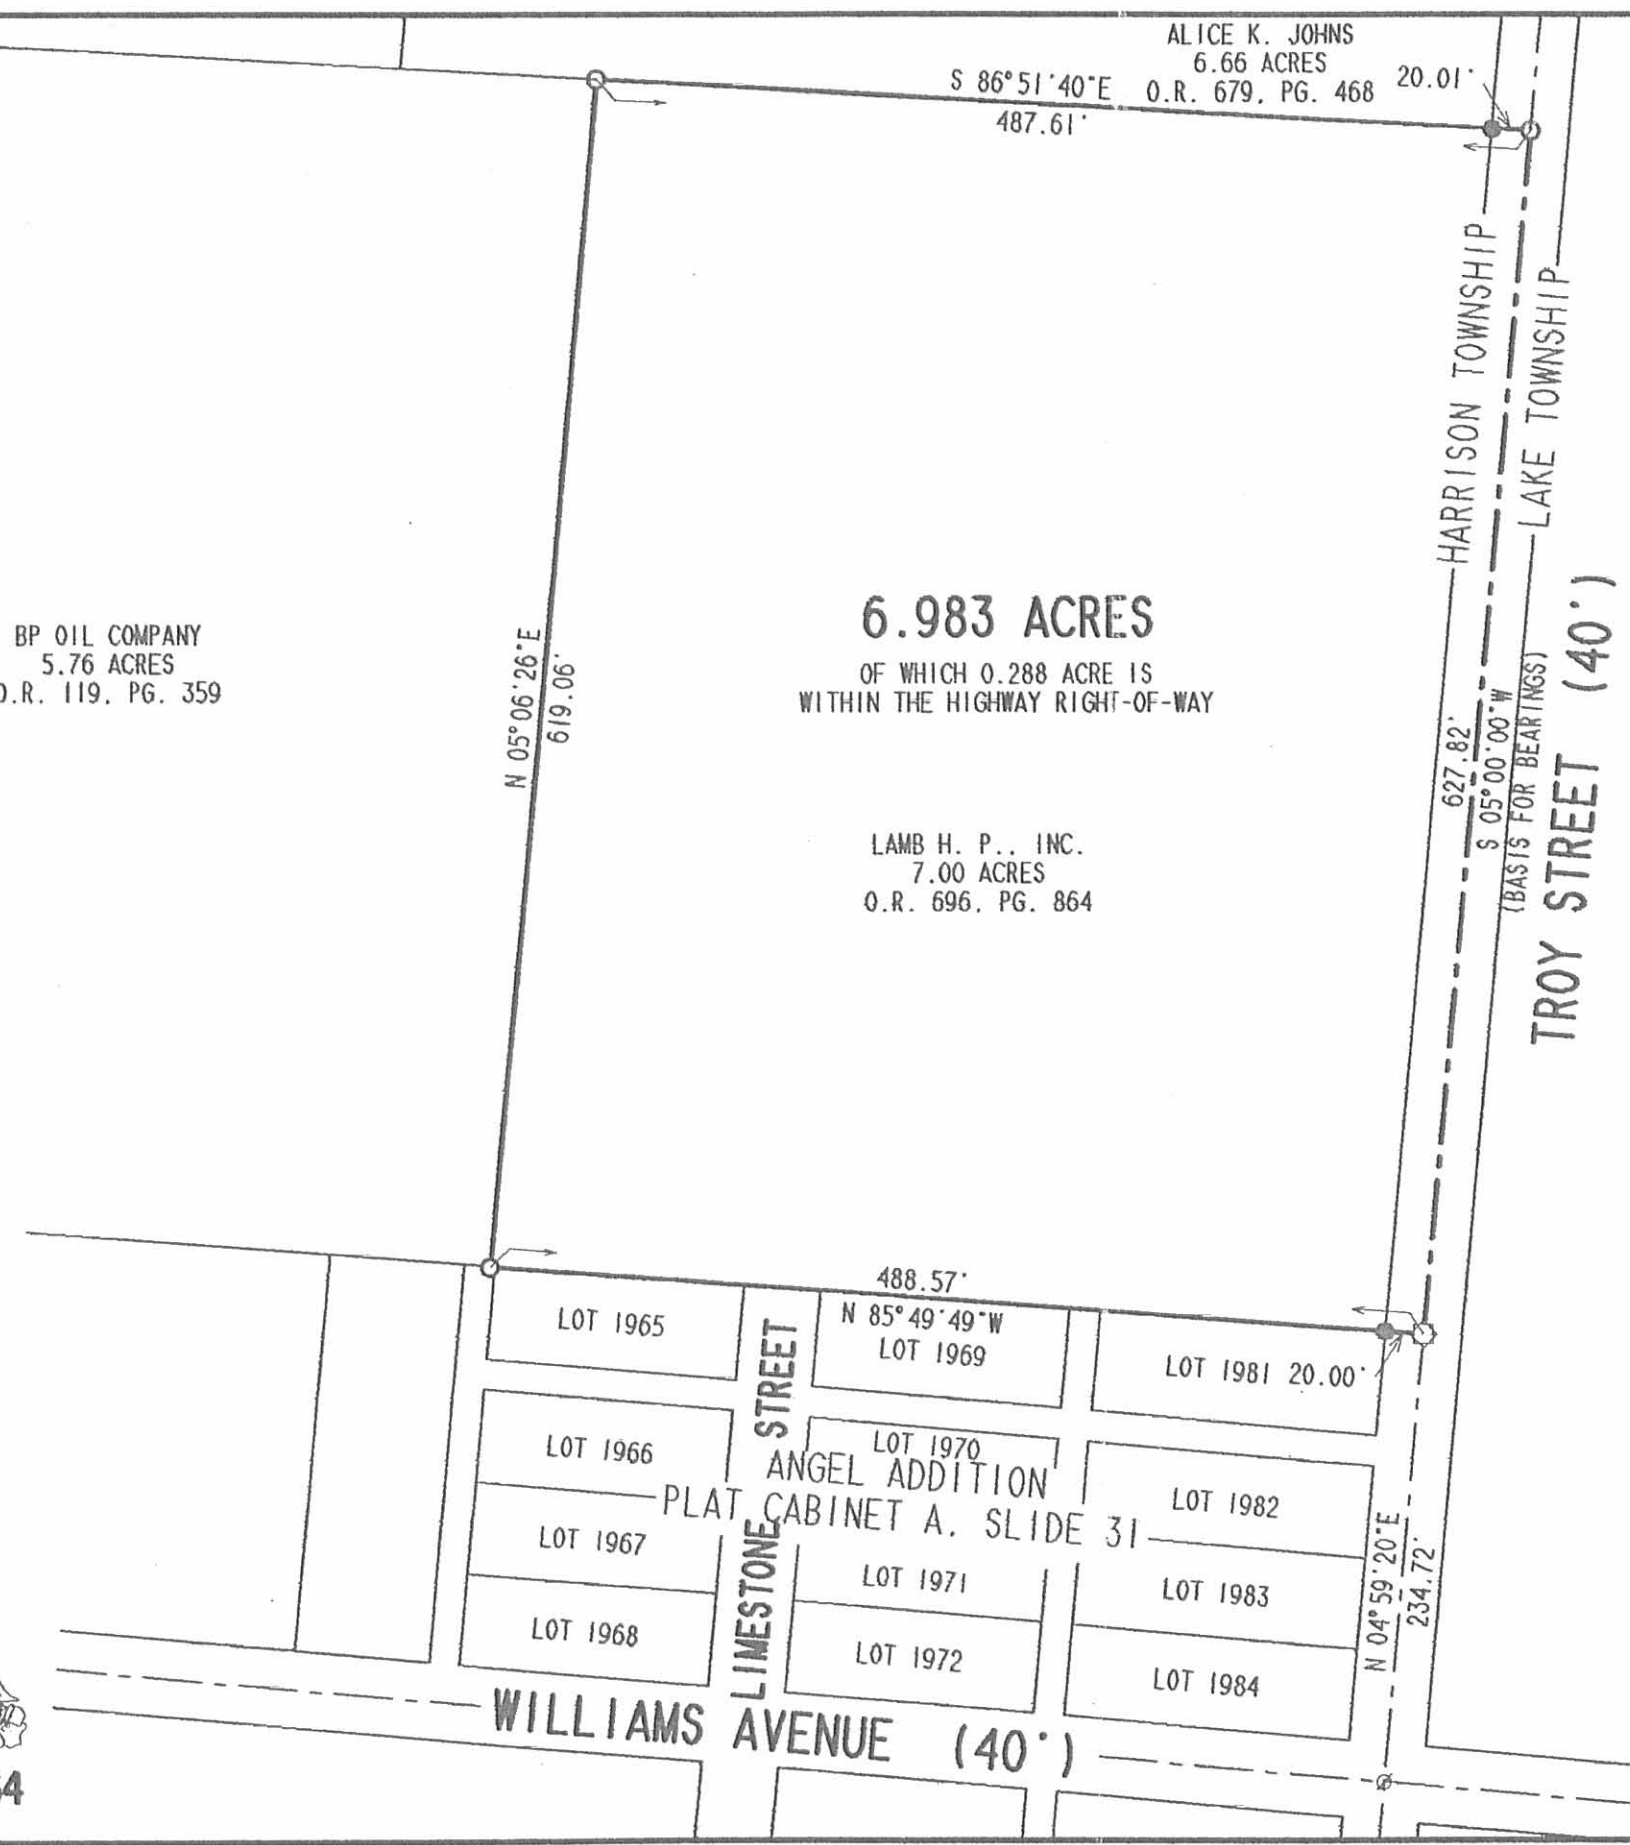 ALICE K. JOHNS
6.66 ACRES
O.R. 679, PG. 468
20.01'
S 86°51'40"E
487.61'
HARRISON TOWNSHIP
LAKE TOWNSHIP
N 05°06'26"E
619.06'
BP OIL COMPANY
5.76 ACRES
O.R. 119, PG. 359
6.983 ACRES
OF WHICH 0.288 ACRE IS
WITHIN THE HIGHWAY RIGHT-OF-WAY
LAMB H. P., INC.
7.00 ACRES
O.R. 696, PG. 864
627.82'
S 05°00'00"W
(BASIS FOR BEARINGS)
TROY STREET (40')
488.57'
N 85°49'49"W
LOT 1965
LOT 1969
LOT 1981
20.00'
LOT 1966
LOT 1970
LOT 1982
ANGEL ADDITION
PLAT CABINET A, SLIDE 31
LOT 1967
LOT 1971
LOT 1983
LOT 1968
LOT 1972
LOT 1984
LIMESTONE STREET
N 04°59'20"E
234.72'
WILLIAMS AVENUE (40')